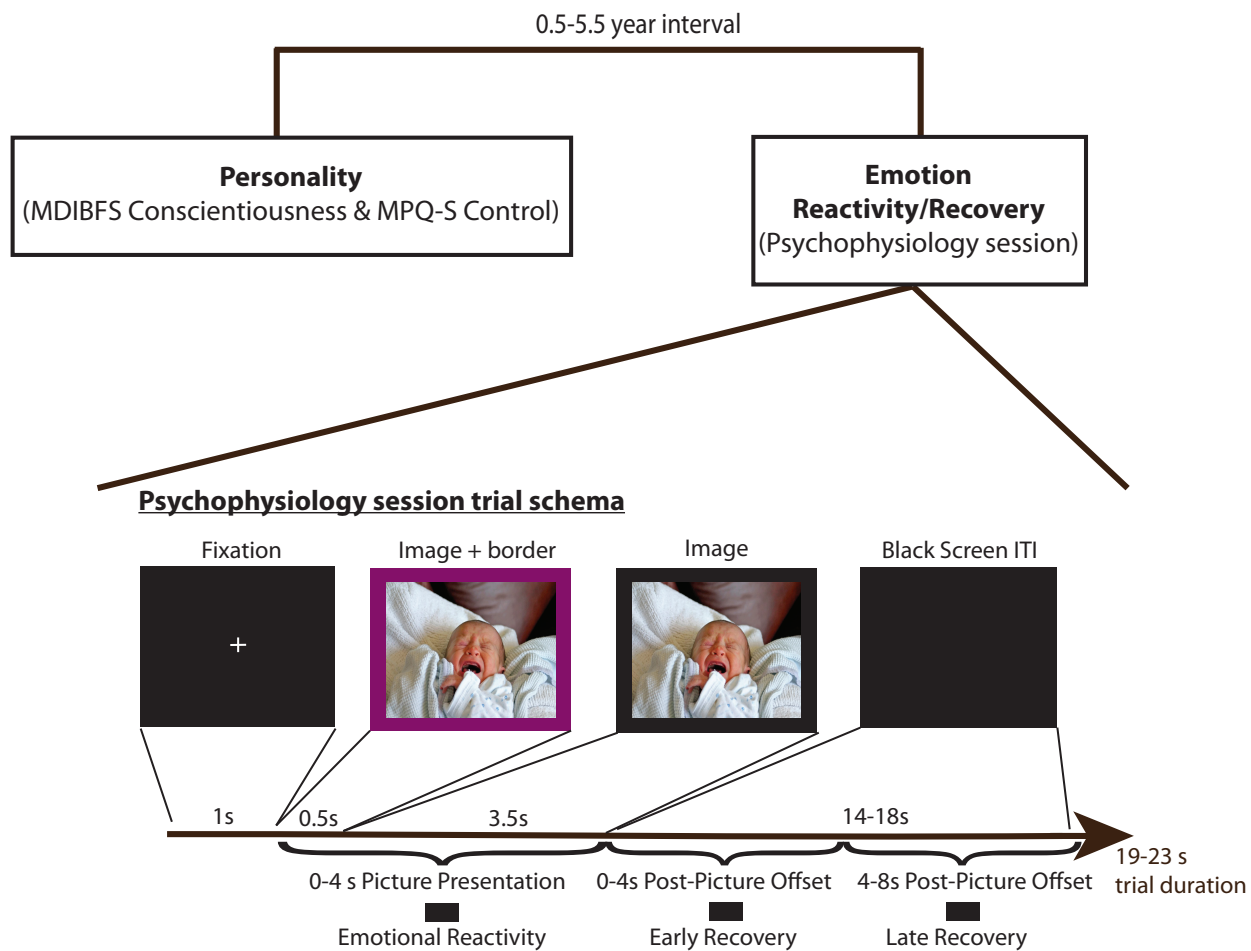 0.5-5.5 year interval
Personality
(MDIBFS Conscientiousness & MPQ-S Control)
Emotion
Reactivity/Recovery
(Psychophysiology session)
Psychophysiology session trial schema
Fixation
Image + border
Image
Black Screen ITI
+
1s
0.5s
3.5s
14-18s
19-23 s
trial duration
0-4 s Picture Presentation
0-4s Post-Picture Offset
4-8s Post-Picture Offset
Emotional Reactivity
Early Recovery
Late Recovery